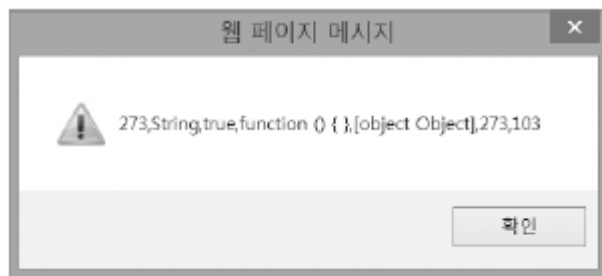 웹 페이지 메시지
273,String,true,function () { },[object Object],273,103
확인